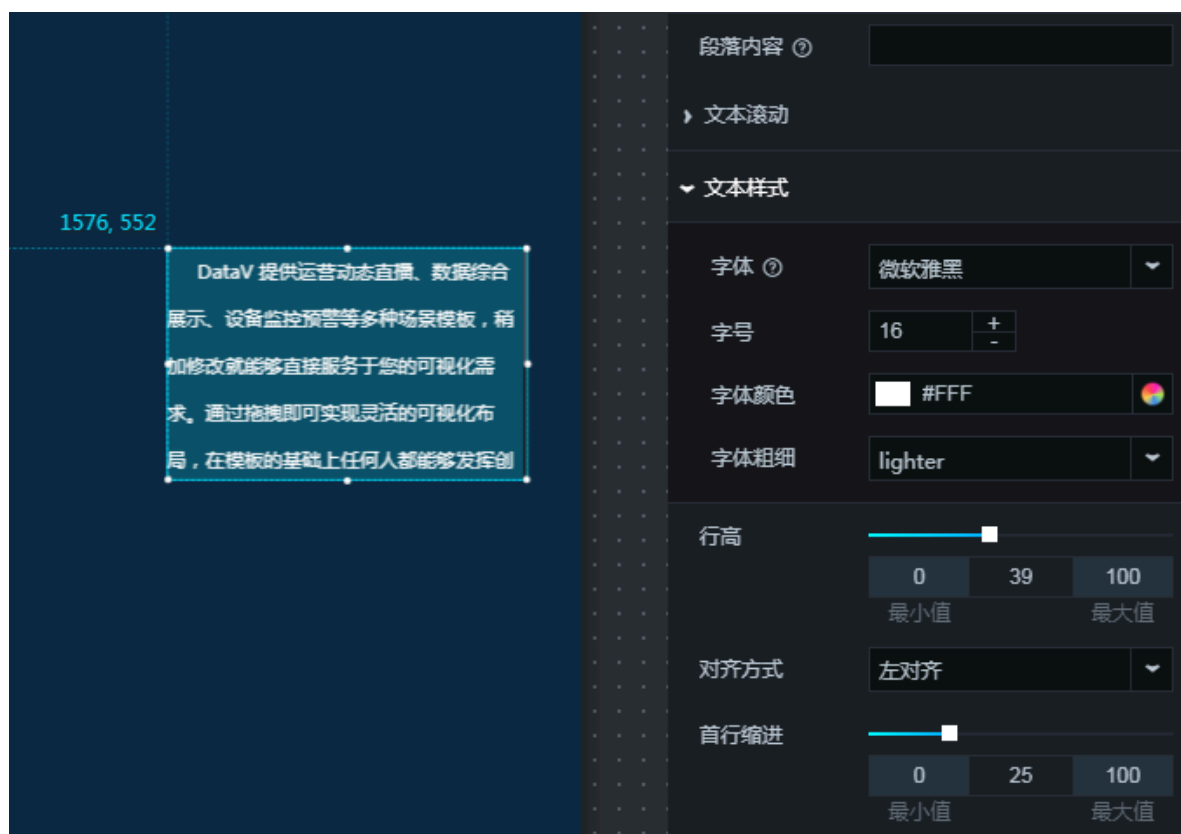 段落内容 ?
文本滚动
文本样式
1576, 552
DataV 提供运营动态直播、数据综合
展示、设备监控预警等多种场景模板，稍
加修改就能够直接服务于您的可视化需
求。通过拖拽即可实现灵活的可视化布
局，在模板的基础上任何人都能够发挥创
字体 ?
微软雅黑
字号
16
+
-
字体颜色
#FFF
字体粗细
lighter
行高
0 39 100
最小值 最大值
对齐方式
左对齐
首行缩进
0 25 100
最小值 最大值